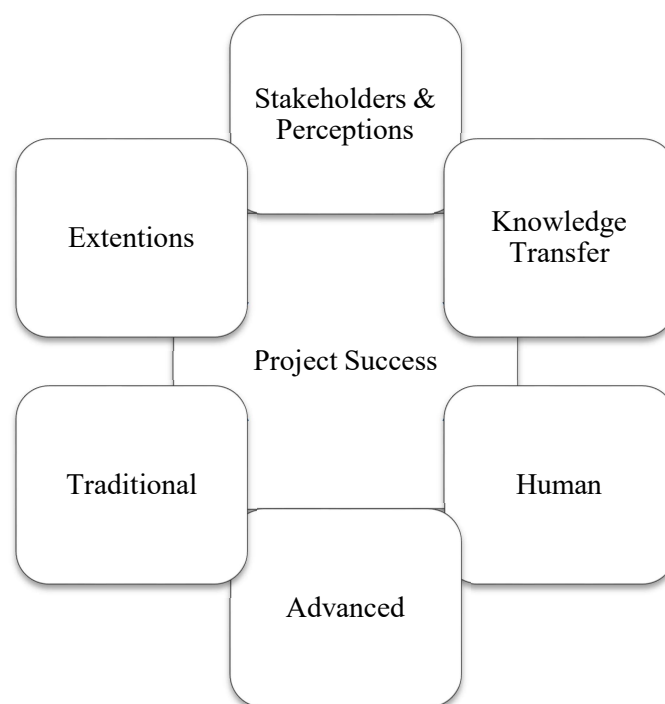 Stakeholders &
Perceptions
Extentions
Knowledge
Transfer
Project Success
Traditional
Human
Advanced